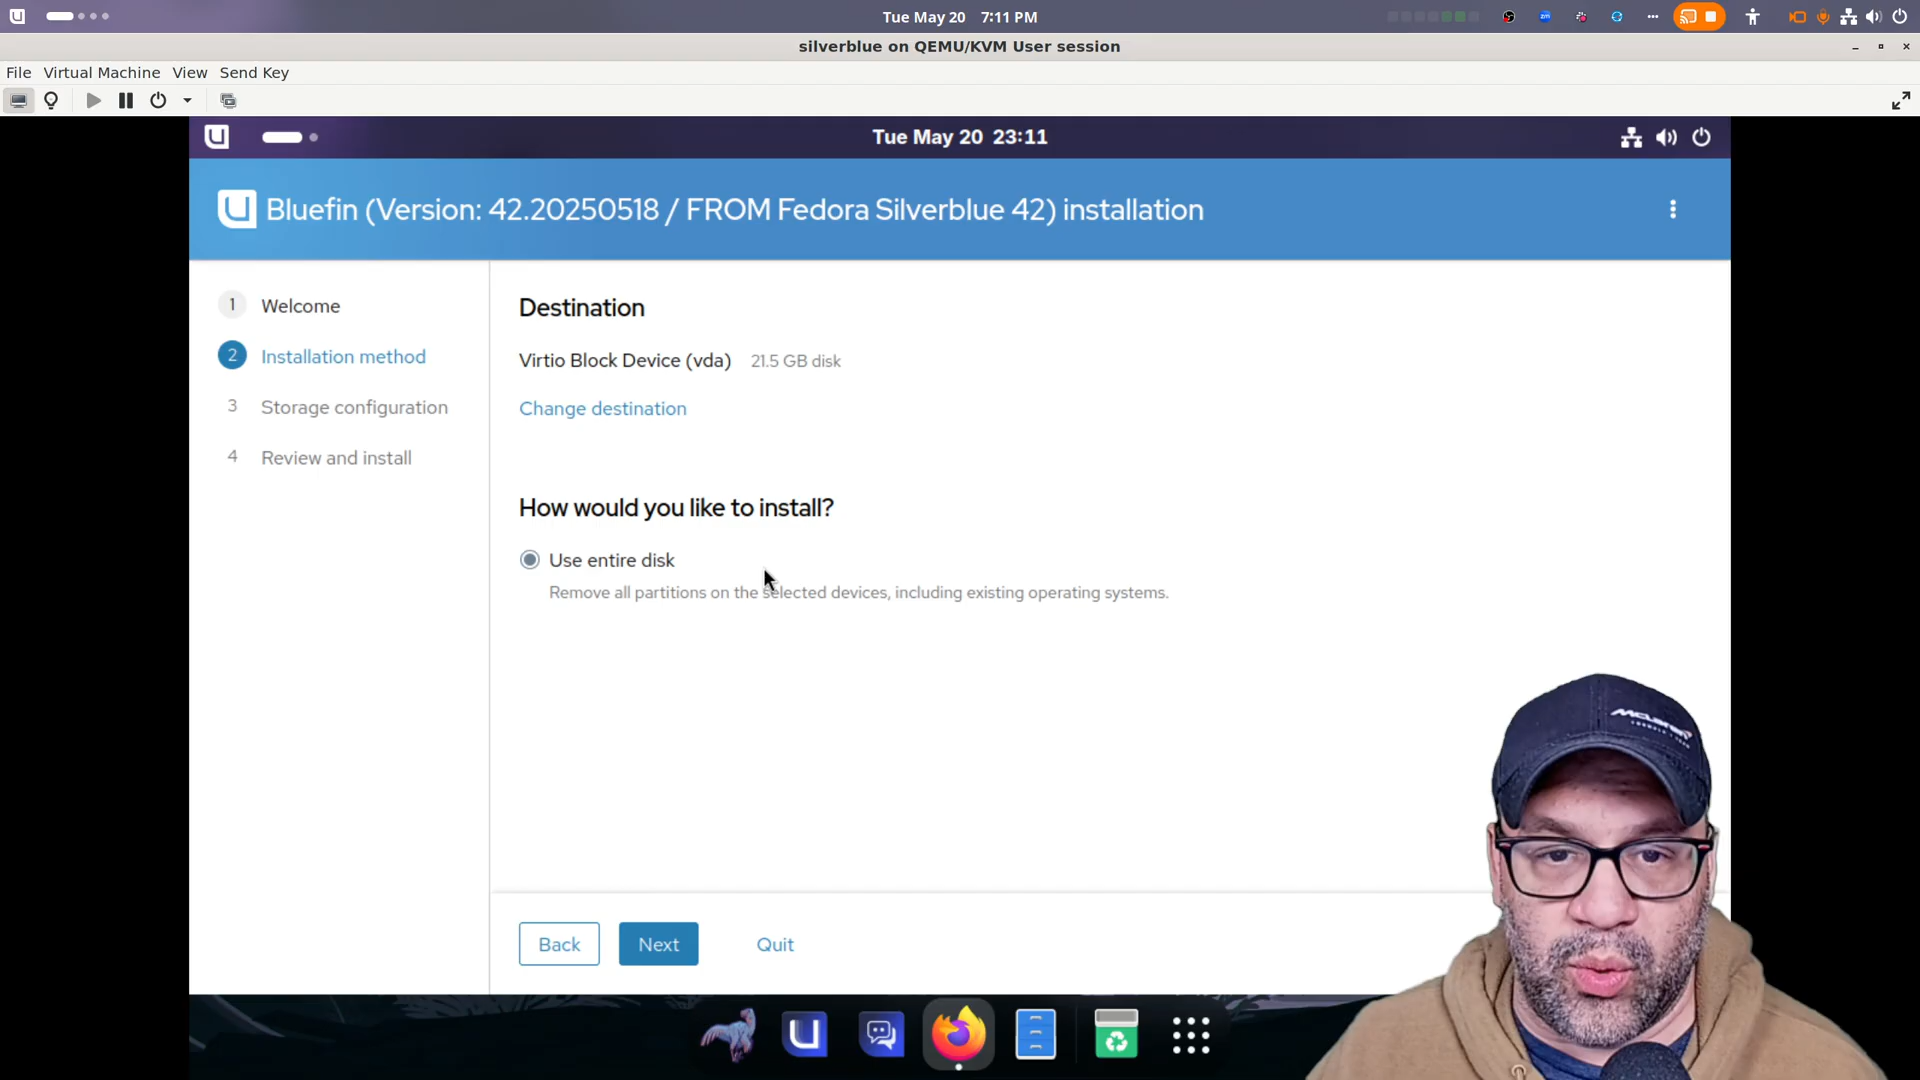 Tue May 20 7:11 PM
zm
silverblue on QEMU/KVM User session
File Virtual Machine View Send Key
Tue May 20 23:11
Bluefin (Version: 42.20250518 / FROM Fedora Silverblue 42) installation
1 Welcome
2 Installation method
3 Storage configuration
4 Review and install
Destination
Virtio Block Device (vda) 21.5 GB disk
Change destination
How would you like to install?
Use entire disk
Remove all partitions on the selected devices, including existing operating systems.
McLaren
Back Next Quit